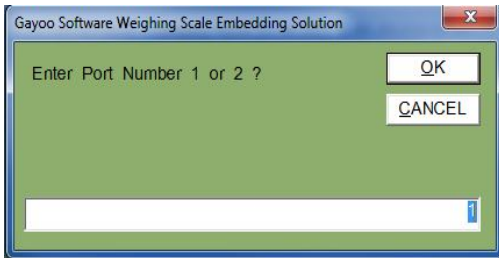 Gayoo Software Weighing Scale Embedding Solution
Enter Port Number 1 or 2 ?
OK
CANCEL
1